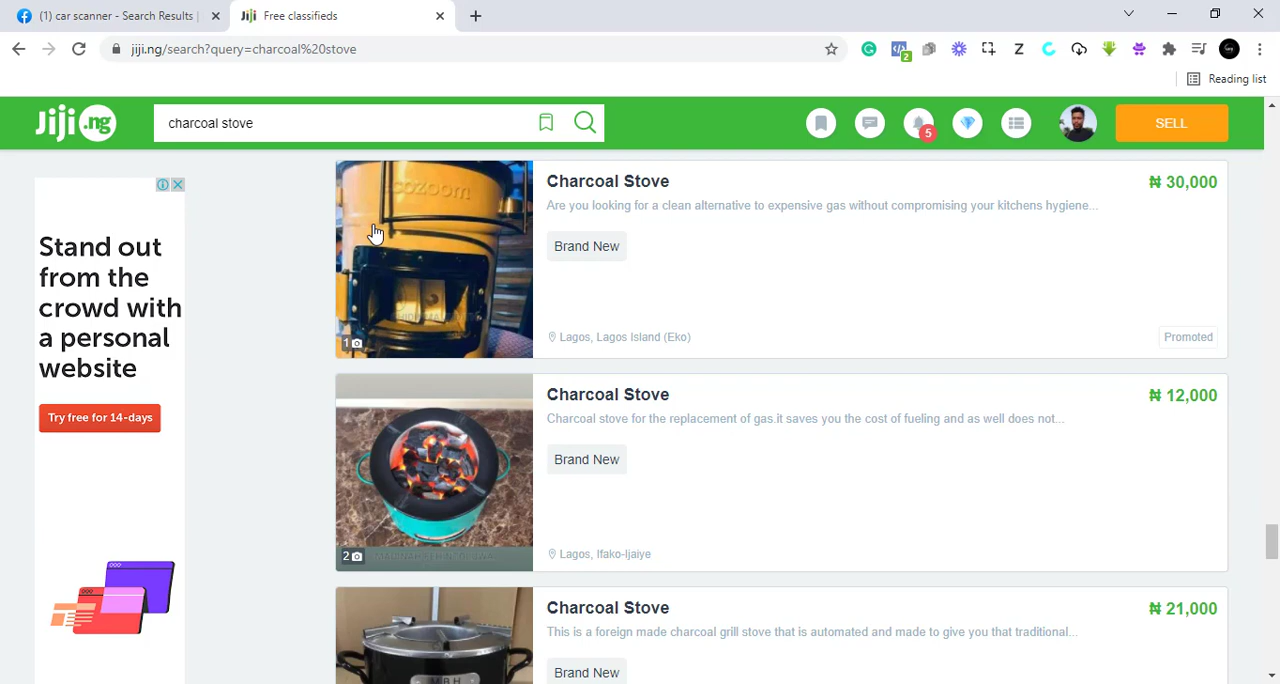 (1) car scanner - Search Results |
Free classifieds
jiji.ng/search?query=charcoal%20stove
2
Z
Reading list
Jiji.ng
charcoal stove
5
SELL
Stand out
from the
crowd with
a personal
website
Try free for 14-days
ecozoom
1
Charcoal Stove
₦ 30,000
Are you looking for a clean alternative to expensive gas without compromising your kitchens hygiene...
Brand New
Lagos, Lagos Island (Eko)
Promoted
2
Charcoal Stove
₦ 12,000
Charcoal stove for the replacement of gas.it saves you the cost of fueling and as well does not...
Brand New
Lagos, Ifako-Ijaiye
Charcoal Stove
₦ 21,000
This is a foreign made charcoal grill stove that is automated and made to give you that traditional...
Brand New